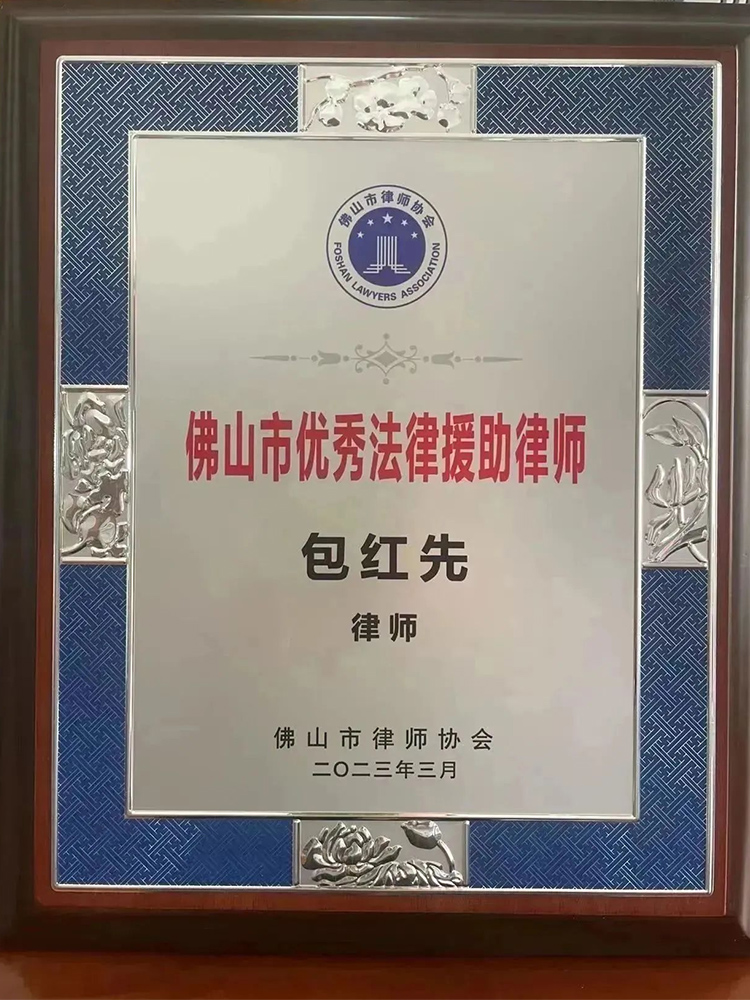 佛山市律师协会
FOSHAN LAWYERS ASSOCIATION
佛山市优秀法律援助律师
包红先
律师
佛山市律师协会
二〇二三年三月